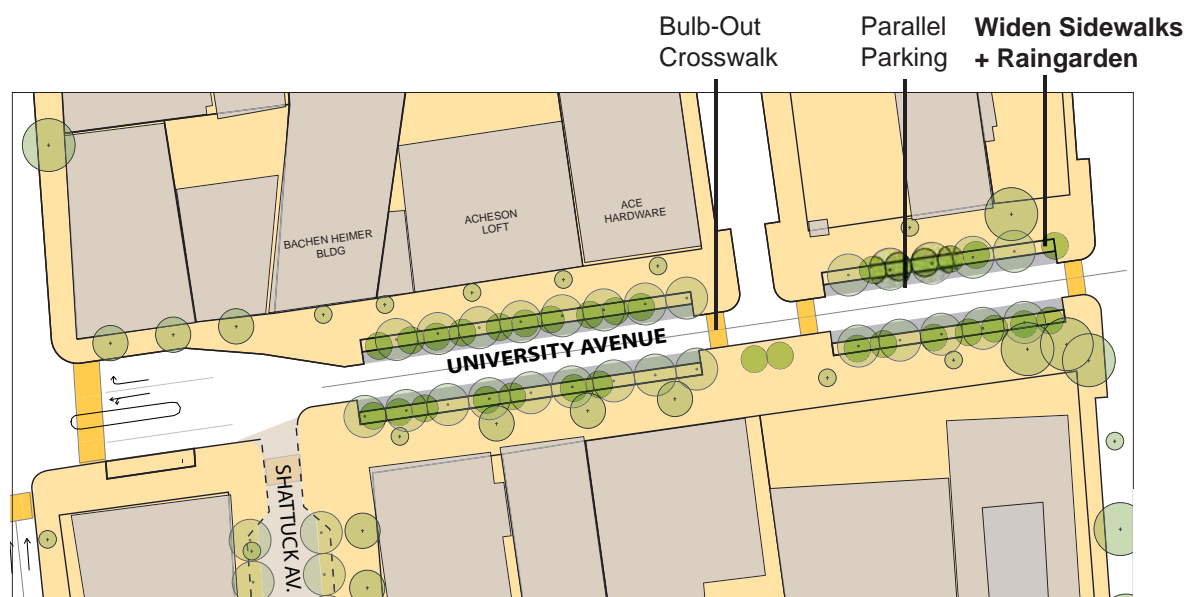 Bulb-Out
Crosswalk
Parallel
Parking
Widen Sidewalks
+ Raingarden
BACHEN HEIMER
BLDG
ACHESON
LOFT
ACE
HARDWARE
UNIVERSITY AVENUE
SHATTUCK AV.